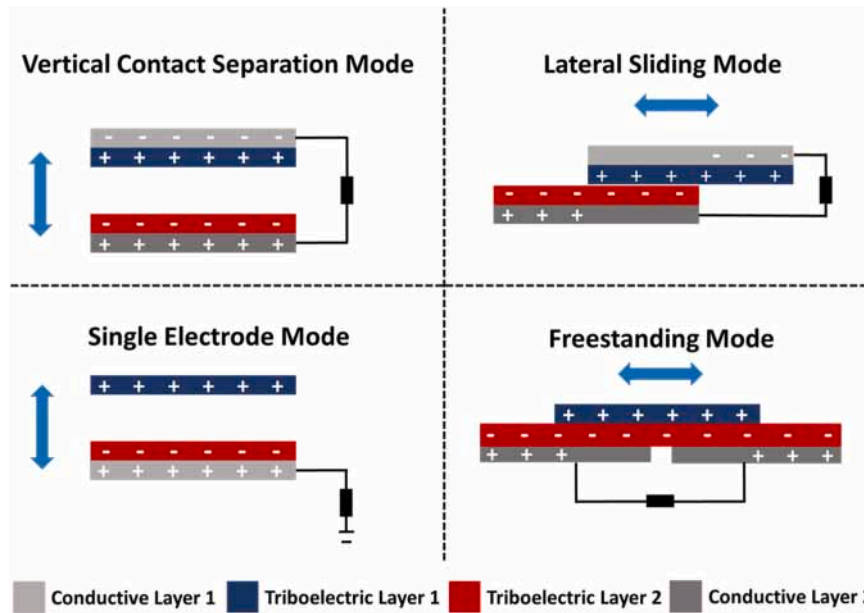 Vertical Contact Separation Mode
Lateral Sliding Mode
- - - - - -
+ + + + + +
- - - - - -
+ + + + + +
- - -
+ + + + + +
- - - - - -
+ + +
Single Electrode Mode
Freestanding Mode
+ + + + + +
- - - - - -
+ + + + + +
+ + + + + +
- - - - - - - - - -
+ + + + + +
Conductive Layer 1 Triboelectric Layer 1 Triboelectric Layer 2 Conductive Layer